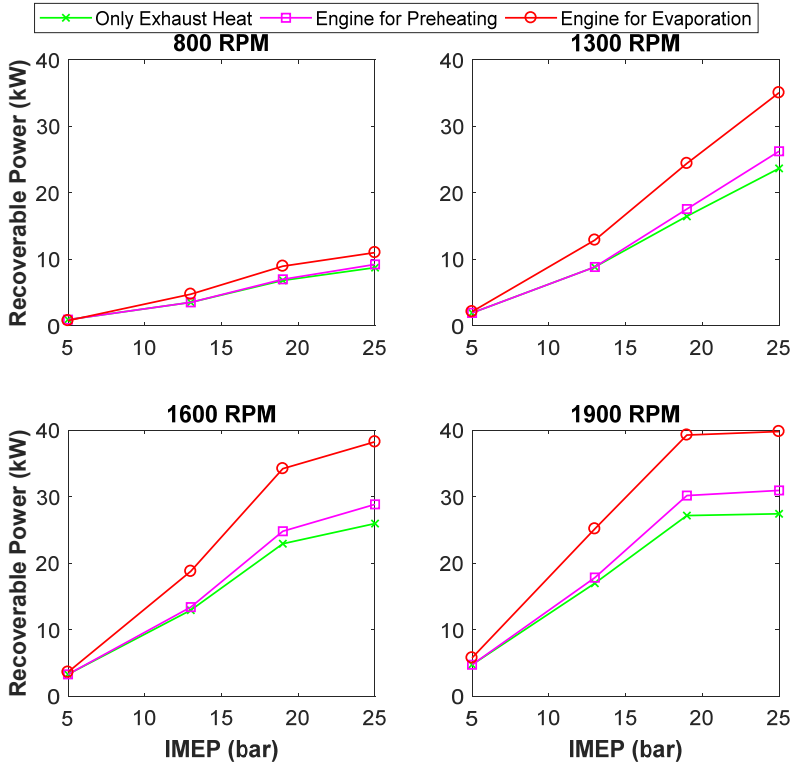 Only Exhaust Heat Engine for Preheating Engine for Evaporation
800 RPM
Recoverable Power (kW)
40
30
20
10
0
5 10 15 20 25
1300 RPM
40
30
20
10
0
5 10 15 20 25
1600 RPM
Recoverable Power (kW)
40
30
20
10
0
5 10 15 20 25
IMEP (bar)
1900 RPM
40
30
20
10
0
5 10 15 20 25
IMEP (bar)